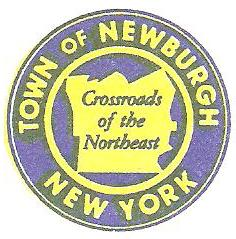 TOWN OF NEWBURGH
Crossroads
of the
Northeast
NEW YORK